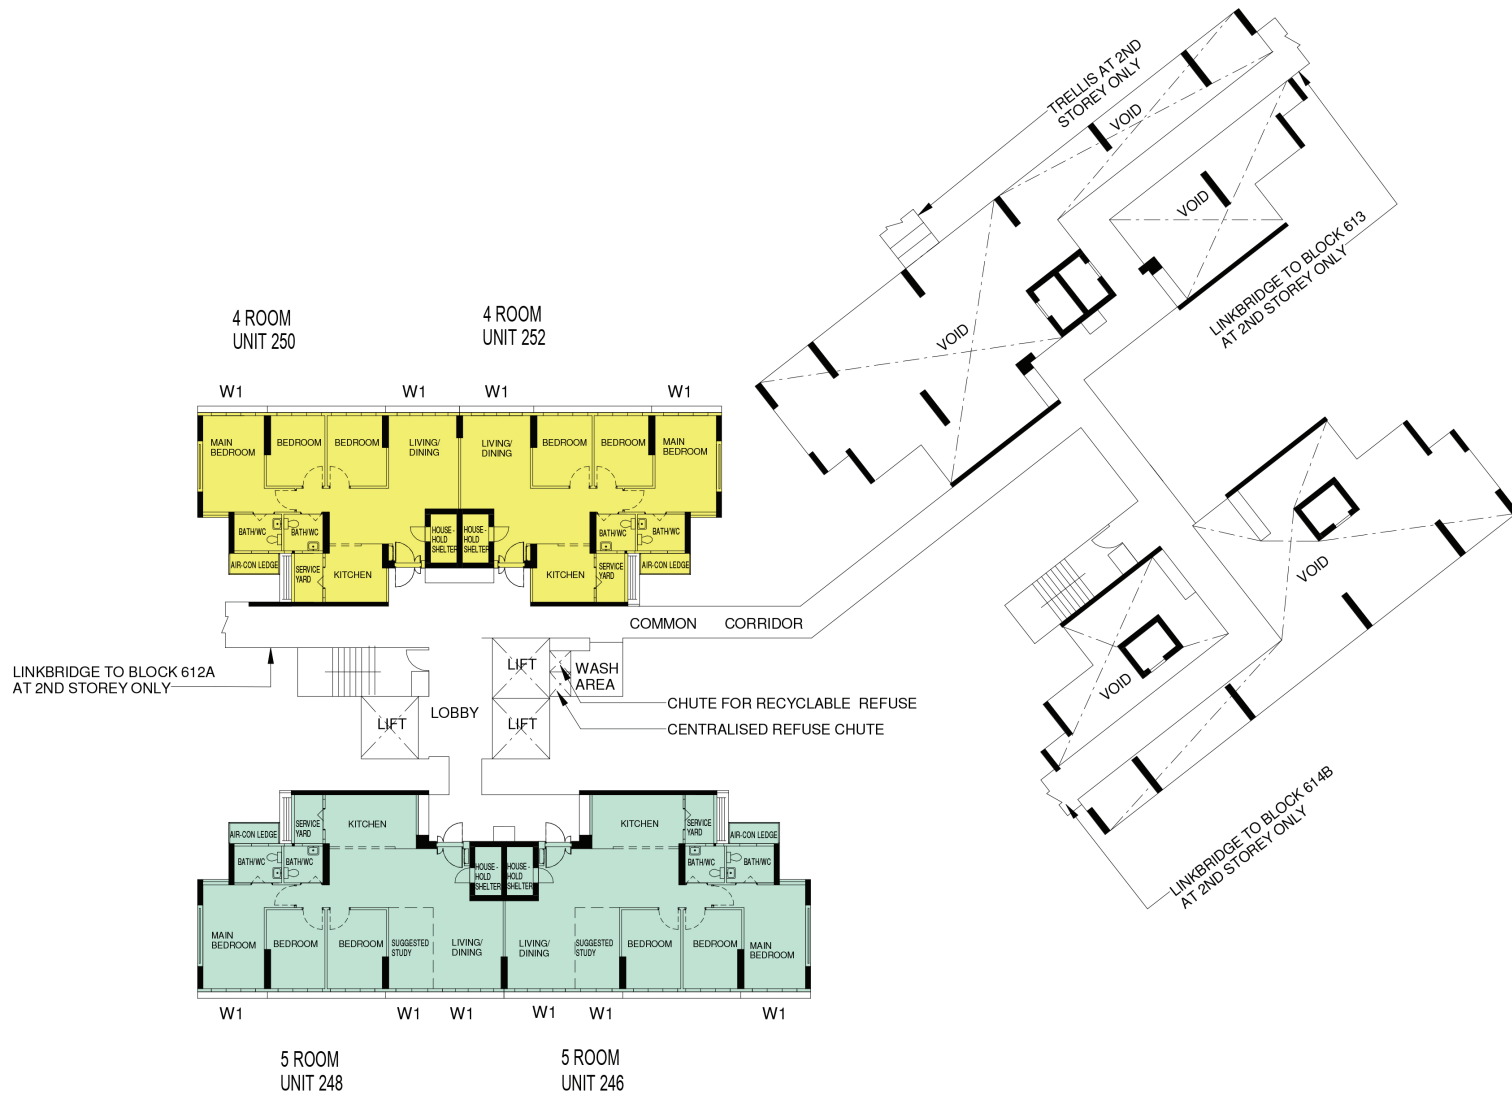 TRELLIS AT 2ND
STOREY ONLY
VOID
VOID
VOID
LINKBRIDGE TO BLOCK 613
AT 2ND STOREY ONLY
4 ROOM
UNIT 250
4 ROOM
UNIT 252
W1
W1
W1
W1
MAIN
BEDROOM
BEDROOM
BEDROOM
LIVING/
DINING
LIVING/
DINING
BEDROOM
BEDROOM
MAIN
BEDROOM
BATH/WC
BATH/WC
HOUSE -
HOLD
SHELTER
HOUSE -
HOLD
SHELTER
BATH/WC
BATH/WC
AIR-CON LEDGE
SERVICE
YARD
KITCHEN
KITCHEN
SERVICE
YARD
AIR-CON LEDGE
COMMON CORRIDOR
LINKBRIDGE TO BLOCK 612A
AT 2ND STOREY ONLY
LIFT
WASH
AREA
LIFT
LOBBY
LIFT
CHUTE FOR RECYCLABLE REFUSE
CENTRALISED REFUSE CHUTE
VOID
VOID
LINKBRIDGE TO BLOCK 614B
AT 2ND STOREY ONLY
AIR-CON LEDGE
SERVICE
YARD
KITCHEN
KITCHEN
SERVICE
YARD
AIR-CON LEDGE
BATH/WC
BATH/WC
HOUSE -
HOLD
SHELTER
HOUSE -
HOLD
SHELTER
BATH/WC
BATH/WC
MAIN
BEDROOM
BEDROOM
BEDROOM
SUGGESTED
STUDY
LIVING/
DINING
LIVING/
DINING
SUGGESTED
STUDY
BEDROOM
BEDROOM
MAIN
BEDROOM
W1
W1
W1
W1
W1
W1
5 ROOM
UNIT 248
5 ROOM
UNIT 246